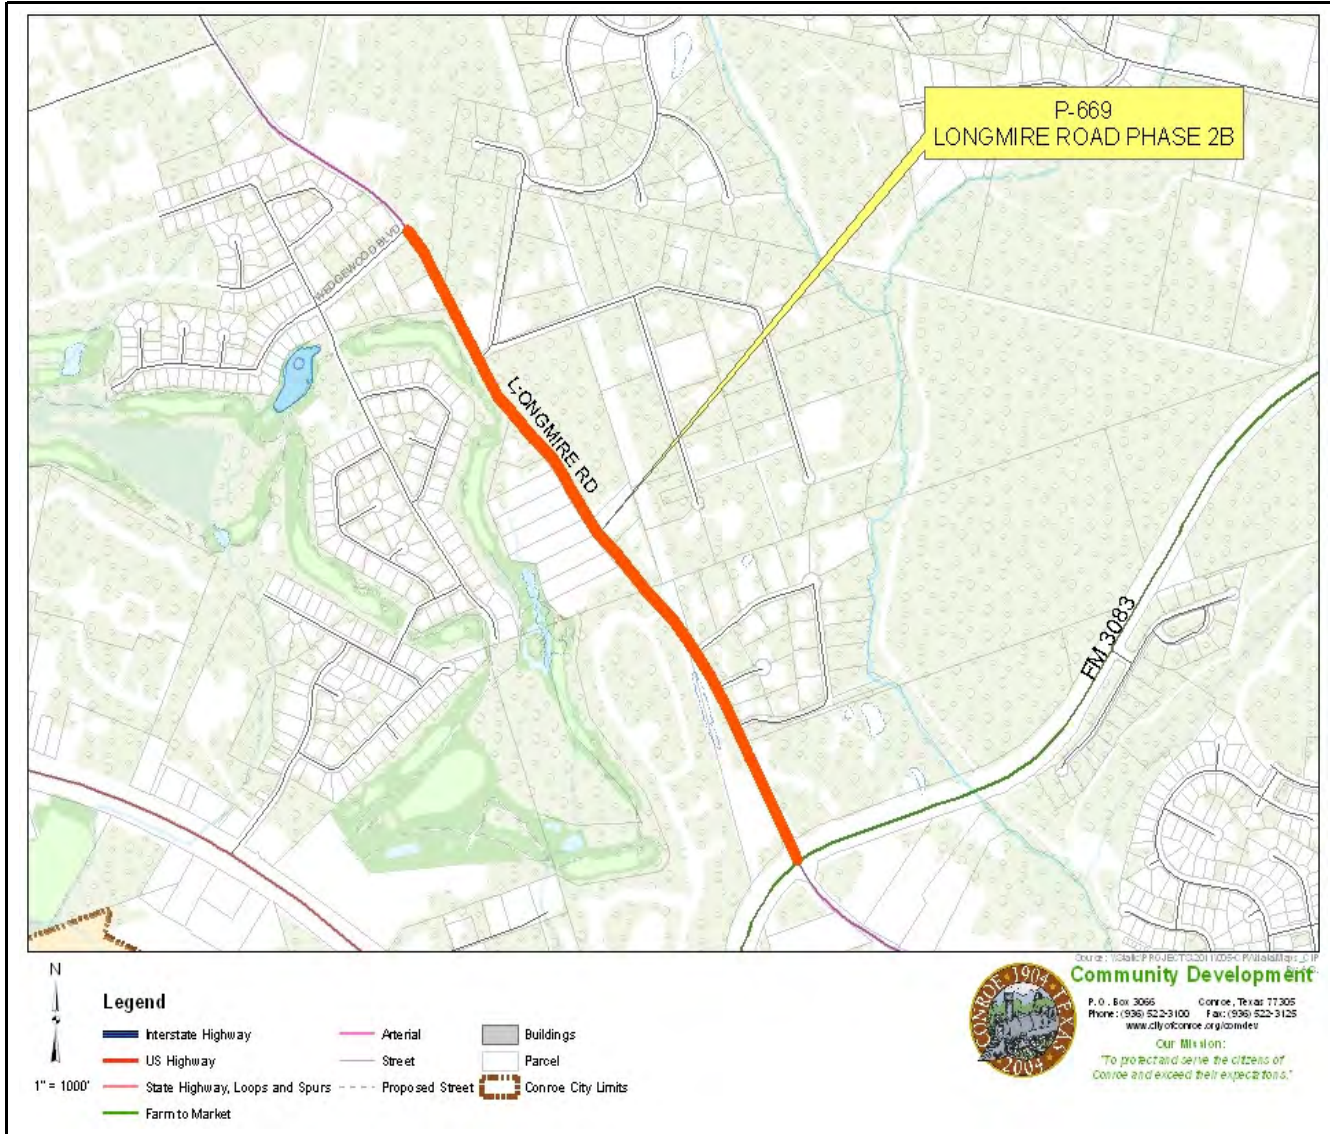 P-669
LONGMIRE ROAD PHASE 2B
WEDGEWOOD BLVD
LONGMIRE RD
FM 3083
N
1" = 1000'
Legend
Interstate Highway
US Highway
State Highway, Loops and Spurs
Farm to Market
Arterial
Street
Proposed Street
Buildings
Parcel
Conroe City Limits
CONROE TEXAS
1904
2004
Community Development
P.O. Box 3066 Conroe, Texas 77305
Phone: (936) 522-3100 Fax: (936) 522-3125
www.cityofconroe.org/comdev
Our Mission:
"To protect and serve the citizens of
Conroe and exceed their expectations."